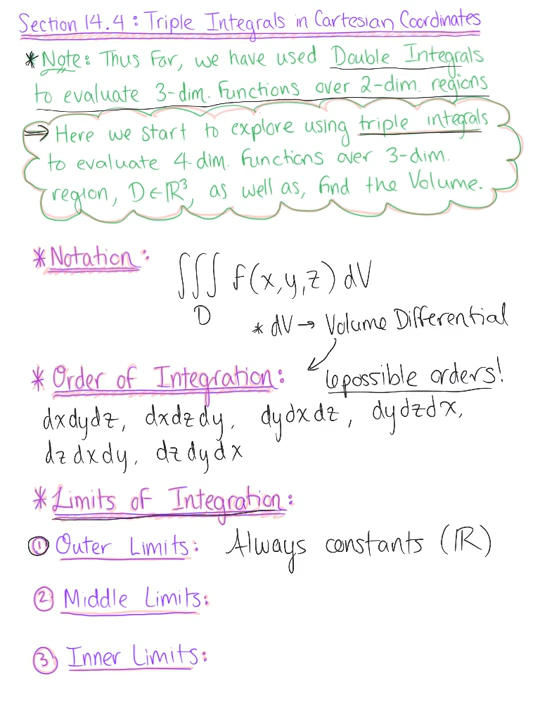 Section 14.4: Triple Integrals in Cartesian Coordinates
* Note: Thus far, we have used Double Integrals
to evaluate 3-dim. functions over 2-dim. regions
→ Here we start to explore using triple integrals
to evaluate 4-dim. functions over 3-dim.
region, D∈ℝ³, as well as, find the Volume.
* Notation:
∭ f(x,y,z) dV
D
* dV → Volume Differential
* Order of Integration: 6 possible orders!
dxdydz, dxdzdy, dydxdz, dydzdx,
dzdxdy, dzdydx
* Limits of Integration:
① Outer Limits: Always constants (ℝ)
② Middle Limits:
③ Inner Limits: